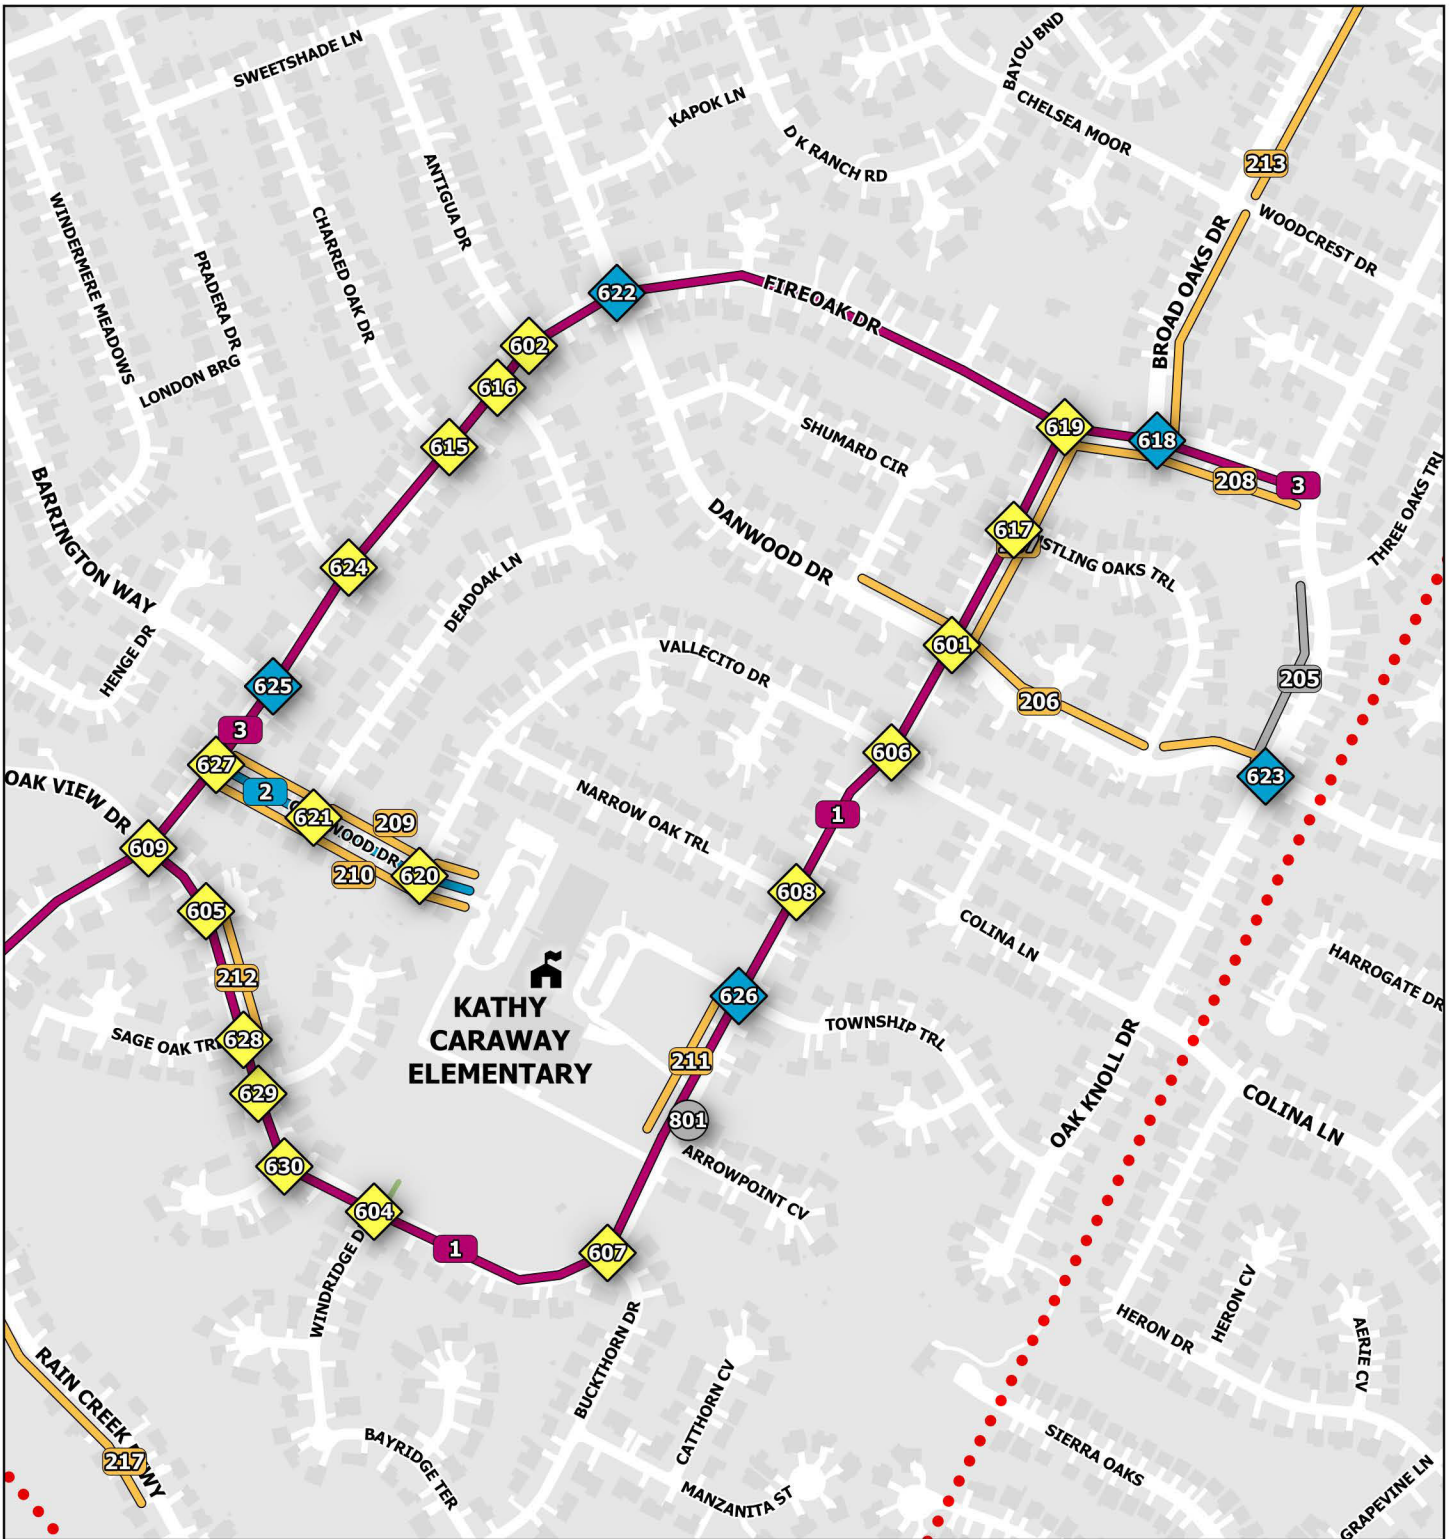 SWEETSHADE LN
BAYOU BND
KAPOK LN
CHELSEA MOOR
D K RANCH RD
213
ANTIGUA DR
WINDERMERE MEADOWS
CHARRED OAK DR
PRADERA DR
WOODCREST DR
BROAD OAKS DR
622
FIREOAK DR
602
LONDON BRG
616
615
619
618
SHUMARD CIR
208
3
THREE OAKS TRL
BARRINGTON WAY
DANWOOD DR
617
624
DEADOAK LN
HENGE DR
601
VALLECITO DR
205
625
206
3
606
627
623
OAK VIEW DR
2
1
NARROW OAK TRL
621
209
609
210
620
608
605
COLINA LN
HARROGATE DR
212
626
KATHY
CARAWAY
ELEMENTARY
TOWNSHIP TRL
SAGE OAK TRL
628
211
OAK KNOLL DR
629
801
COLINA LN
630
ARROWPOINT CV
604
1
607
WINDRIDGE D
HERON CV
HERON DR
AERIE CV
BUCKTHORN DR
RAIN CREEK
217
CATTHORN CV
BAYRIDGE TER
SIERRA OAKS
MANZANITA ST
GRAPEVINE LN